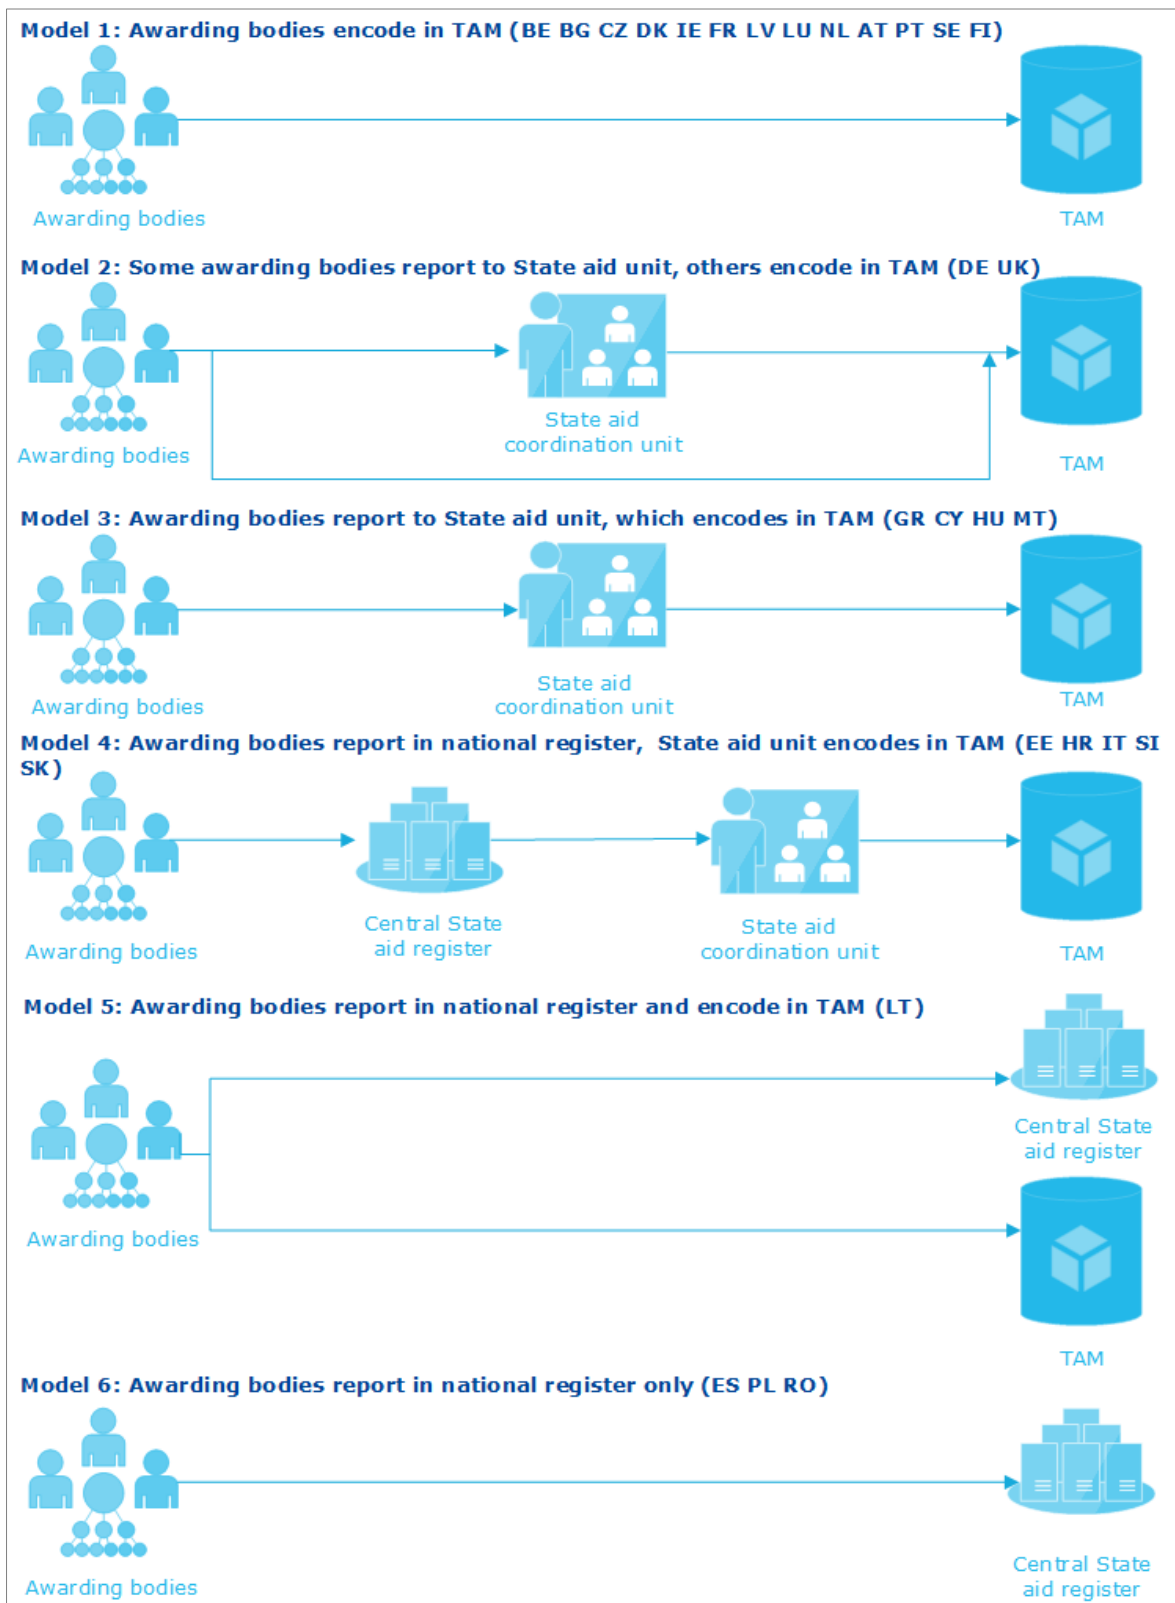 Model 1: Awarding bodies encode in TAM (BE BG CZ DK IE FR LV LU NL AT PT SE FI)
Awarding bodies
TAM
Model 2: Some awarding bodies report to State aid unit, others encode in TAM (DE UK)
State aid
coordination unit
Awarding bodies
TAM
Model 3: Awarding bodies report to State aid unit, which encodes in TAM (GR CY HU MT)
State aid
coordination unit
Awarding bodies
TAM
Model 4: Awarding bodies report in national register, State aid unit encodes in TAM (EE HR IT SI
SK)
Central State
aid register
State aid
coordination unit
Awarding bodies
TAM
Model 5: Awarding bodies report in national register and encode in TAM (LT)
Central State
aid register
Awarding bodies
TAM
Model 6: Awarding bodies report in national register only (ES PL RO)
Awarding bodies
Central State
aid register